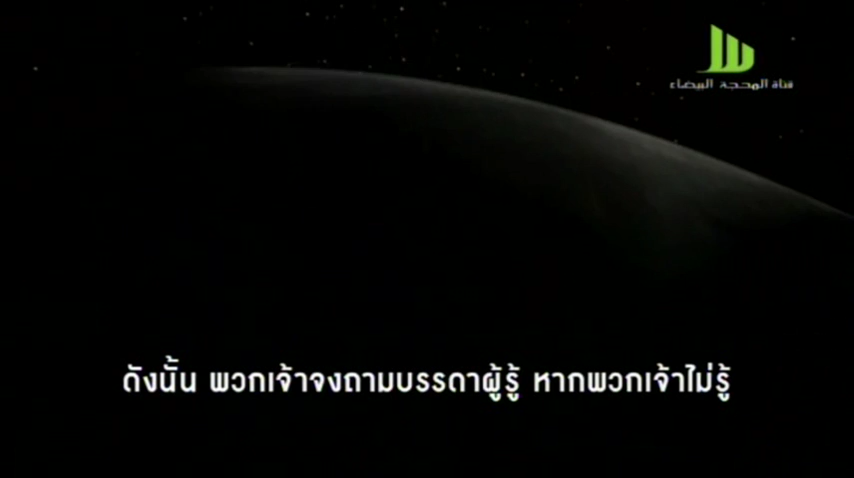 قناة المحجة البيضاء
ดังนั้น พวกเจ้าจงถามบรรดาผู้รู้ หากพวกเจ้าไม่รู้